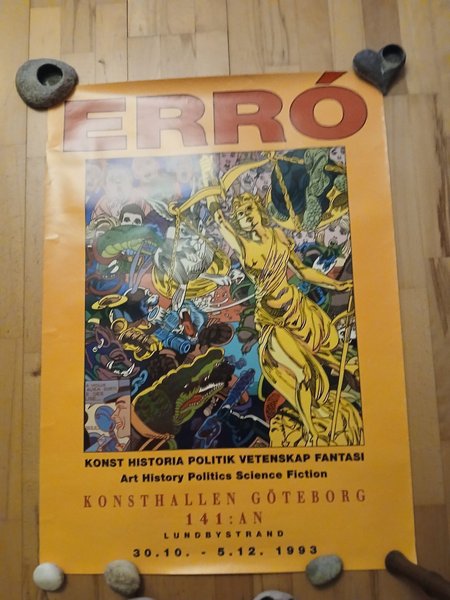 ERRÓ
KONST HISTORIA POLITIK VETENSKAP FANTASI
Art History Politics Science Fiction
KONSTHALLEN GÖTEBORG
141:AN
LUNDBYSTRAND
30.10. - 5.12. 1993